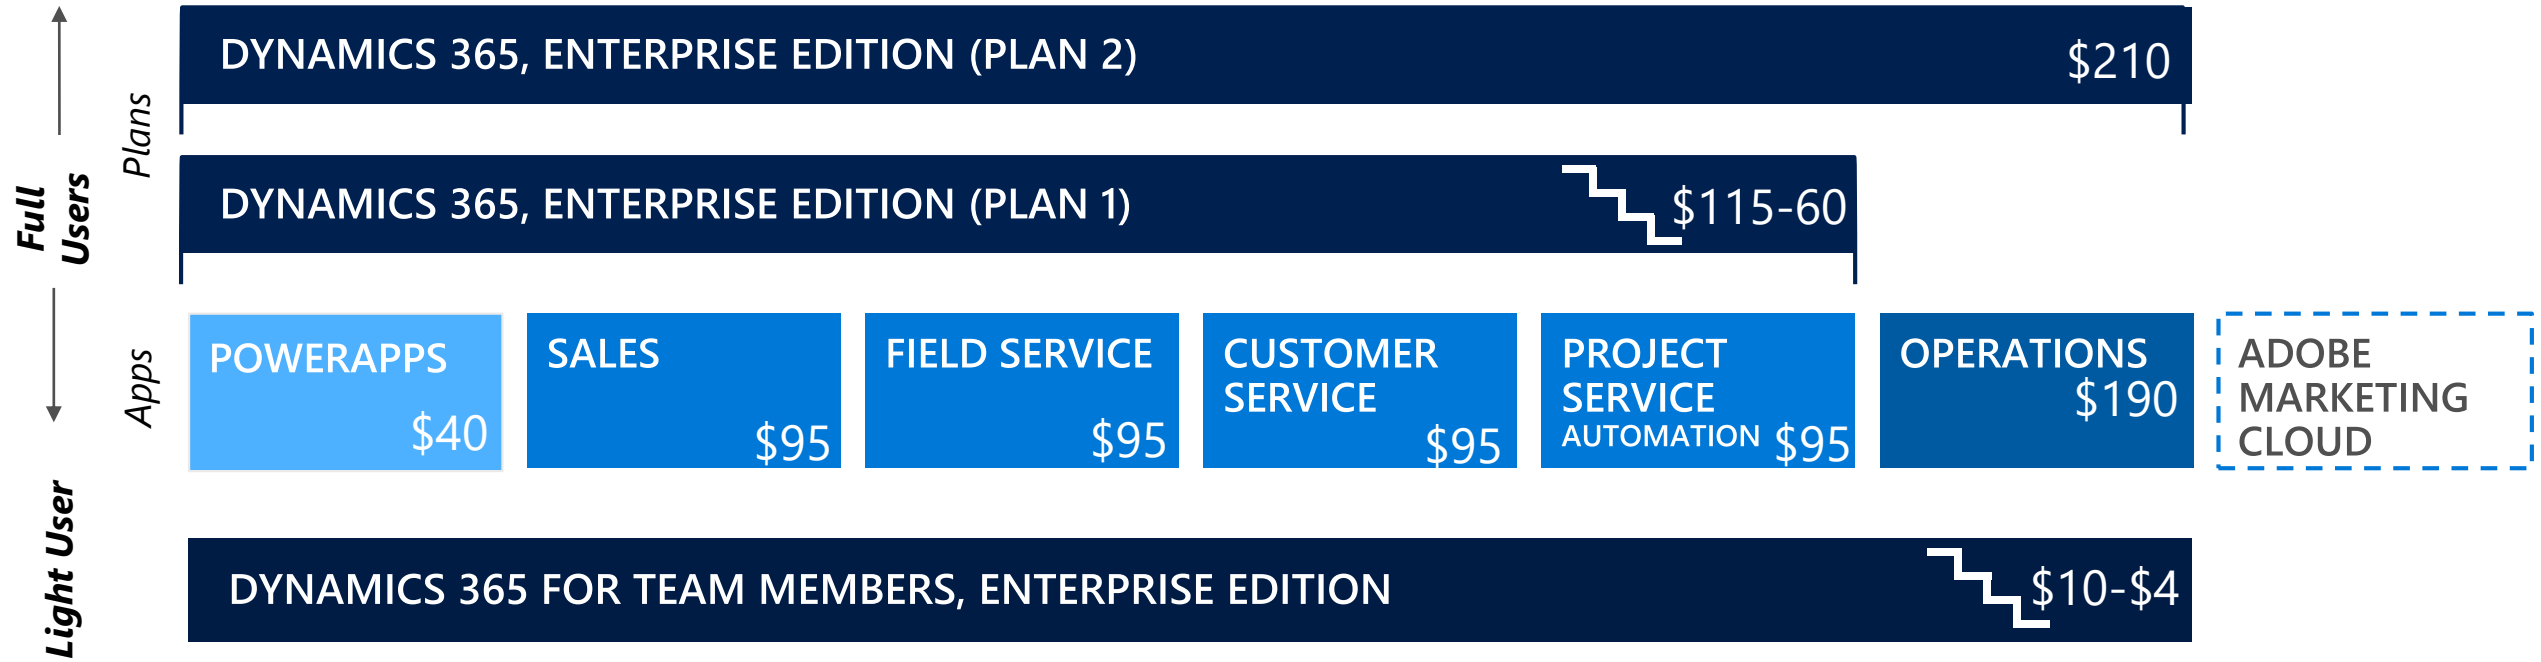 DYNAMICS 365, ENTERPRISE EDITION (PLAN 2)
$210
Plans
DYNAMICS 365, ENTERPRISE EDITION (PLAN 1)
$115-60
Full
Users
Apps
POWERAPPS
$40
SALES
$95
FIELD SERVICE
$95
CUSTOMER
SERVICE
$95
PROJECT
SERVICE
AUTOMATION
$95
OPERATIONS
$190
ADOBE
MARKETING
CLOUD
Light User
DYNAMICS 365 FOR TEAM MEMBERS, ENTERPRISE EDITION
$10-$4